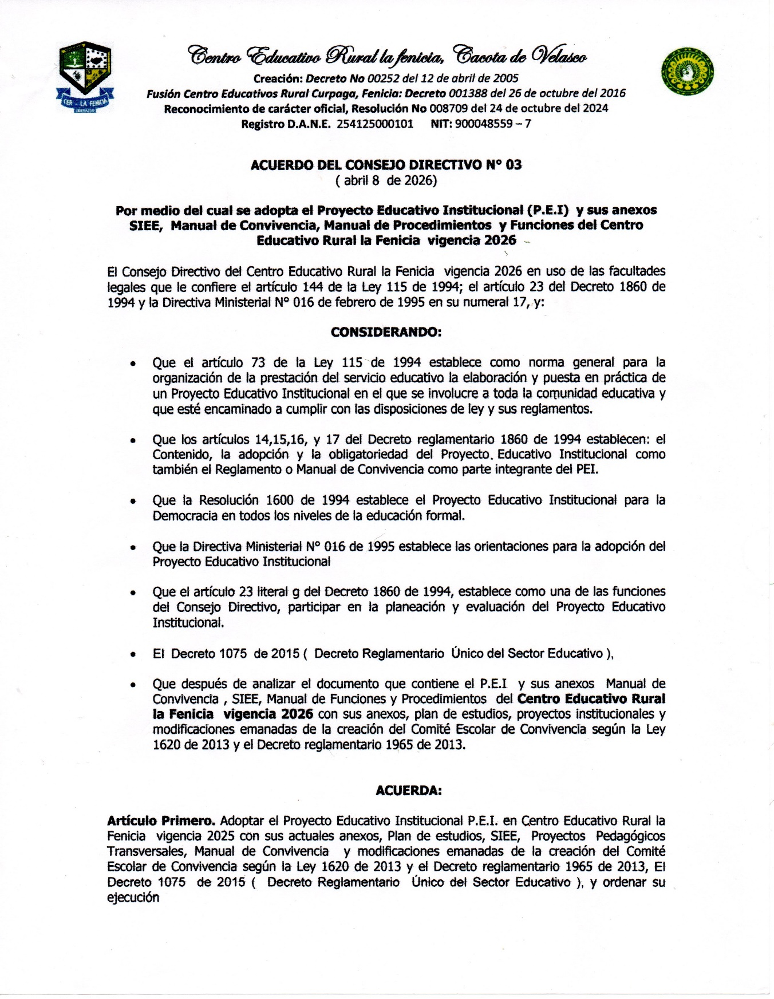 Centro Educativo Rural la fenicia, Cacota de Velasco
Creación: Decreto No 00252 del 12 de abril de 2005
Fusión Centro Educativos Rural Curpaga, Fenicia: Decreto 001388 del 26 de octubre del 2016
Reconocimiento de carácter oficial, Resolución No 008709 del 24 de octubre del 2024
Registro D.A.N.E. 254125000101 NIT: 900048559 – 7
CER - LA FENICIA
ACUERDO DEL CONSEJO DIRECTIVO Nº 03
( abril 8 de 2026)
Por medio del cual se adopta el Proyecto Educativo Institucional (P.E.I) y sus anexos
SIEE, Manual de Convivencia, Manual de Procedimientos y Funciones del Centro
Educativo Rural la Fenicia vigencia 2026
El Consejo Directivo del Centro Educativo Rural la Fenicia vigencia 2026 en uso de las facultades
legales que le confiere el artículo 144 de la Ley 115 de 1994; el artículo 23 del Decreto 1860 de
1994 y la Directiva Ministerial Nº 016 de febrero de 1995 en su numeral 17, y:
CONSIDERANDO:
• Que el artículo 73 de la Ley 115 de 1994 establece como norma general para la
organización de la prestación del servicio educativo la elaboración y puesta en práctica de
un Proyecto Educativo Institucional en el que se involucre a toda la comunidad educativa y
que esté encaminado a cumplir con las disposiciones de ley y sus reglamentos.
• Que los artículos 14,15,16, y 17 del Decreto reglamentario 1860 de 1994 establecen: el
Contenido, la adopción y la obligatoriedad del Proyecto. Educativo Institucional como
también el Reglamento o Manual de Convivencia como parte integrante del PEI.
• Que la Resolución 1600 de 1994 establece el Proyecto Educativo Institucional para la
Democracia en todos los niveles de la educación formal.
• Que la Directiva Ministerial Nº 016 de 1995 establece las orientaciones para la adopción del
Proyecto Educativo Institucional
• Que el artículo 23 literal g del Decreto 1860 de 1994, establece como una de las funciones
del Consejo Directivo, participar en la planeación y evaluación del Proyecto Educativo
Institucional.
• El Decreto 1075 de 2015 ( Decreto Reglamentario Único del Sector Educativo ),
• Que después de analizar el documento que contiene el P.E.I y sus anexos Manual de
Convivencia , SIEE, Manual de Funciones y Procedimientos del Centro Educativo Rural
la Fenicia vigencia 2026 con sus anexos, plan de estudios, proyectos institucionales y
modificaciones emanadas de la creación del Comité Escolar de Convivencia según la Ley
1620 de 2013 y el Decreto reglamentario 1965 de 2013.
ACUERDA:
Artículo Primero. Adoptar el Proyecto Educativo Institucional P.E.I. en Centro Educativo Rural la
Fenicia vigencia 2025 con sus actuales anexos, Plan de estudios, SIEE, Proyectos Pedagógicos
Transversales, Manual de Convivencia y modificaciones emanadas de la creación del Comité
Escolar de Convivencia según la Ley 1620 de 2013 y el Decreto reglamentario 1965 de 2013, El
Decreto 1075 de 2015 ( Decreto Reglamentario Único del Sector Educativo ), y ordenar su
ejecución